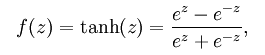 f(z) = tanh(z) = \frac{e^z - e^{-z}}{e^z + e^{-z}},